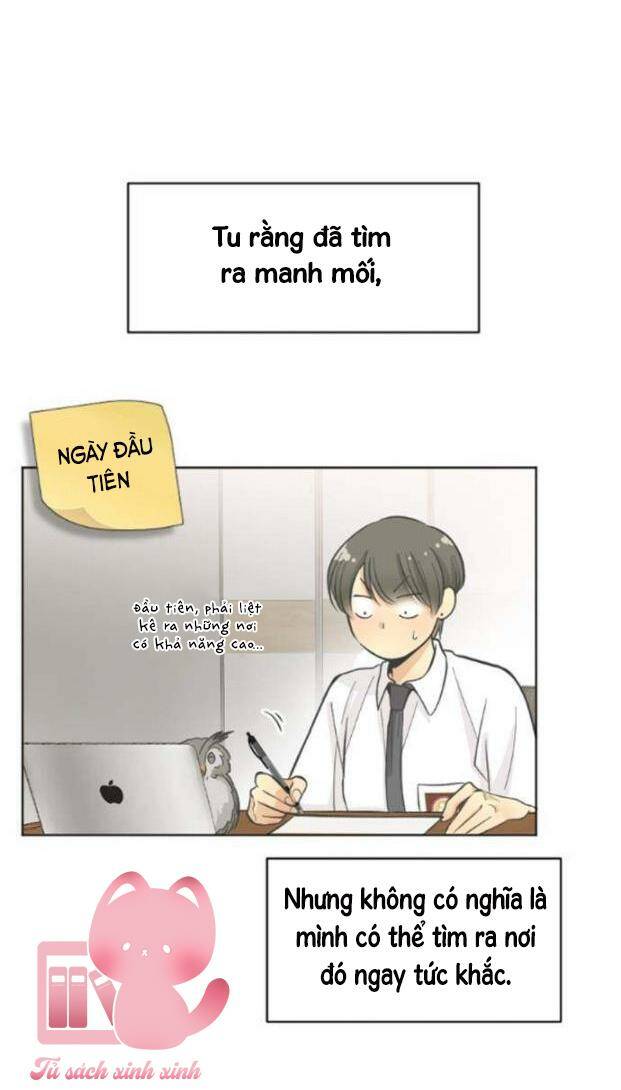 Tu rằng đã tìm
ra manh mối,
NGÀY ĐẦU
TIÊN
Đầu tiên, phải liệt
kê ra những nơi
có khả năng cao...
Nhưng không có nghĩa là
mình có thể tìm ra nơi
đó ngay tức khắc.
Tủ sách xinh xinh